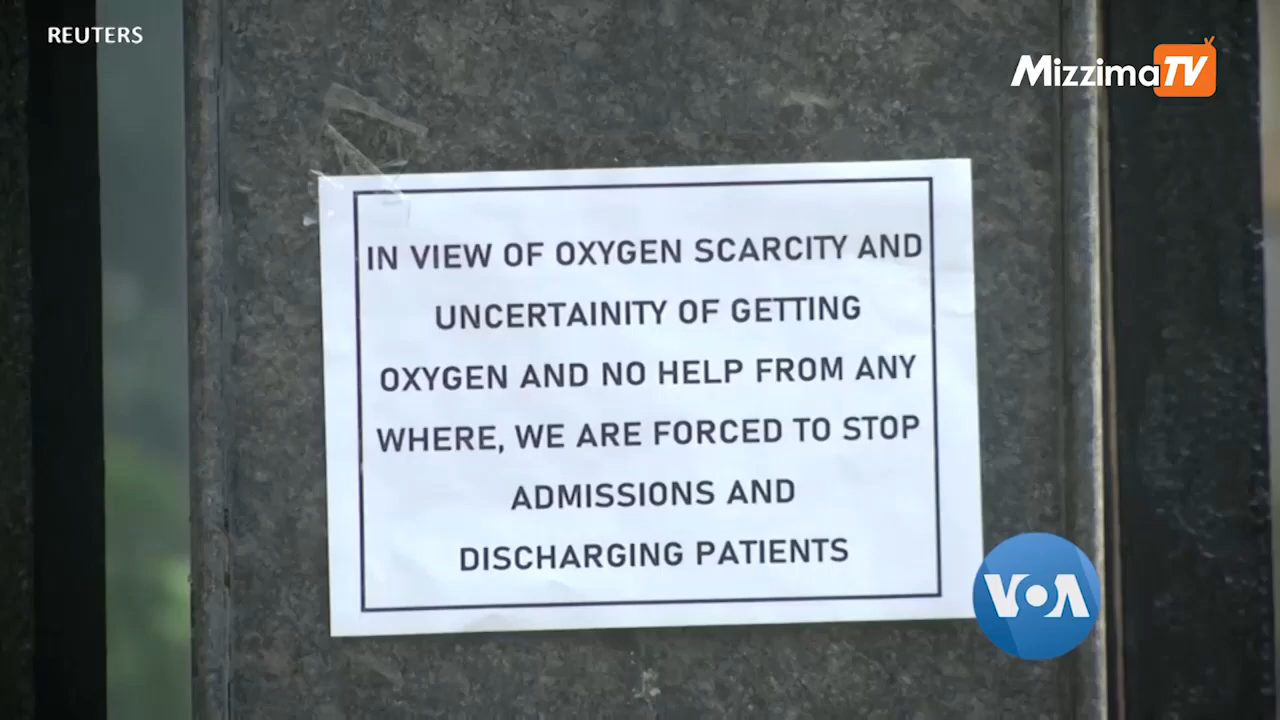 REUTERS
MizzimaTV
IN VIEW OF OXYGEN SCARCITY AND
UNCERTAINITY OF GETTING
OXYGEN AND NO HELP FROM ANY
WHERE, WE ARE FORCED TO STOP
ADMISSIONS AND
DISCHARGING PATIENTS
VOA